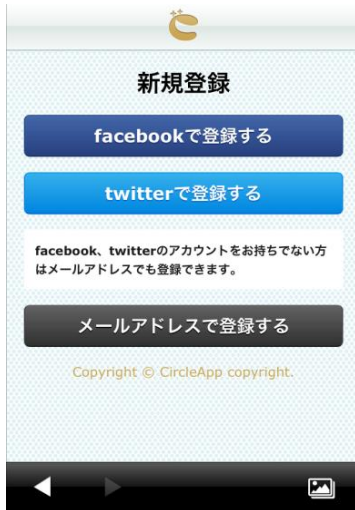 新規登録
facebookで登録する
twitterで登録する
facebook、twitterのアカウントをお持ちでない方
はメールアドレスでも登録できます。
メールアドレスで登録する
Copyright © CircleApp copyright.